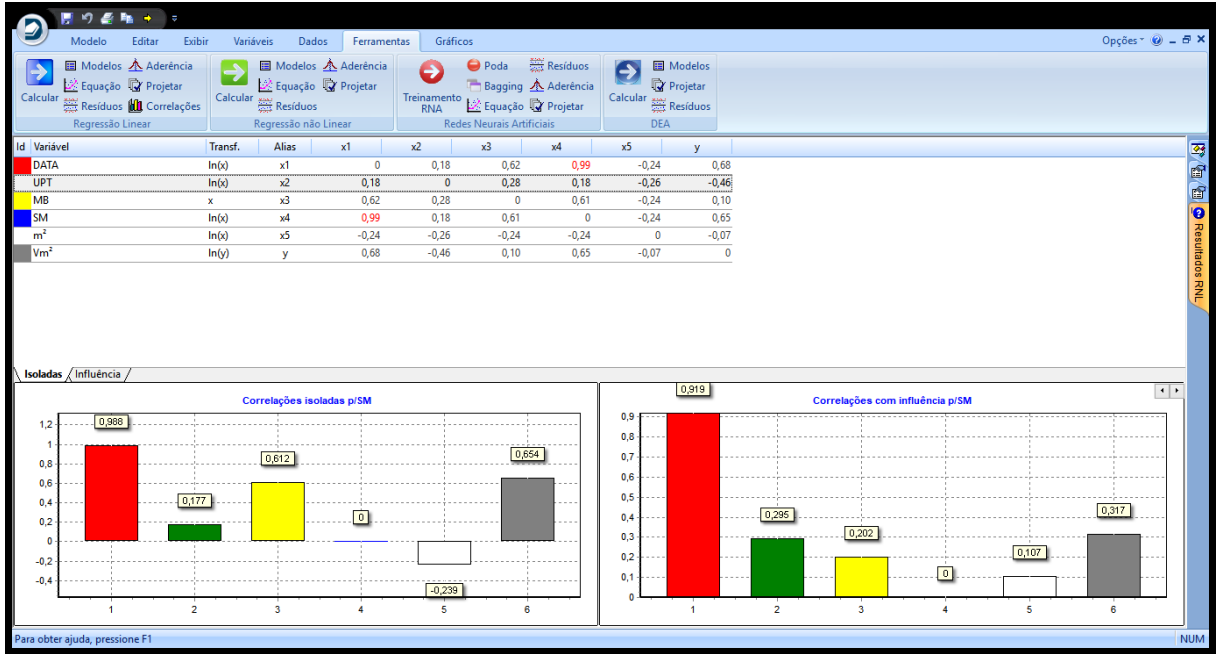 Modelo Editar Exibir Variáveis Dados Ferramentas Gráficos Opções
Calcular Modelos Aderência Equação Projetar Resíduos Correlações
Regressão Linear
Calcular Modelos Aderência Equação Projetar Resíduos
Regressão não Linear
Treinamento RNA Poda Resíduos Bagging Aderência Equação Projetar
Redes Neurais Artificiais
Calcular Modelos Projetar Resíduos
DEA
Id Variável Transf. Alias x1 x2 x3 x4 x5 y
DATA ln(x) x1 0 0,18 0,62 0,99 -0,24 0,68
UPT ln(x) x2 0,18 0 0,28 0,18 -0,26 -0,46
MB x x3 0,62 0,28 0 0,61 -0,24 0,10
SM ln(x) x4 0,99 0,18 0,61 0 -0,24 0,65
m² ln(x) x5 -0,24 -0,26 -0,24 -0,24 0 -0,07
Vm² ln(y) y 0,68 -0,46 0,10 0,65 -0,07 0
Resultados RNL
Isoladas Influência
Correlações isoladas p/SM
1,2
1
0,8
0,6
0,4
0,2
0
-0,2
-0,4
0,988
0,177
0,612
0
-0,239
0,654
1 2 3 4 5 6
Correlações com influência p/SM
0,9
0,8
0,7
0,6
0,5
0,4
0,3
0,2
0,1
0
0,919
0,295
0,202
0
0,107
0,317
1 2 3 4 5 6
Para obter ajuda, pressione F1 NUM